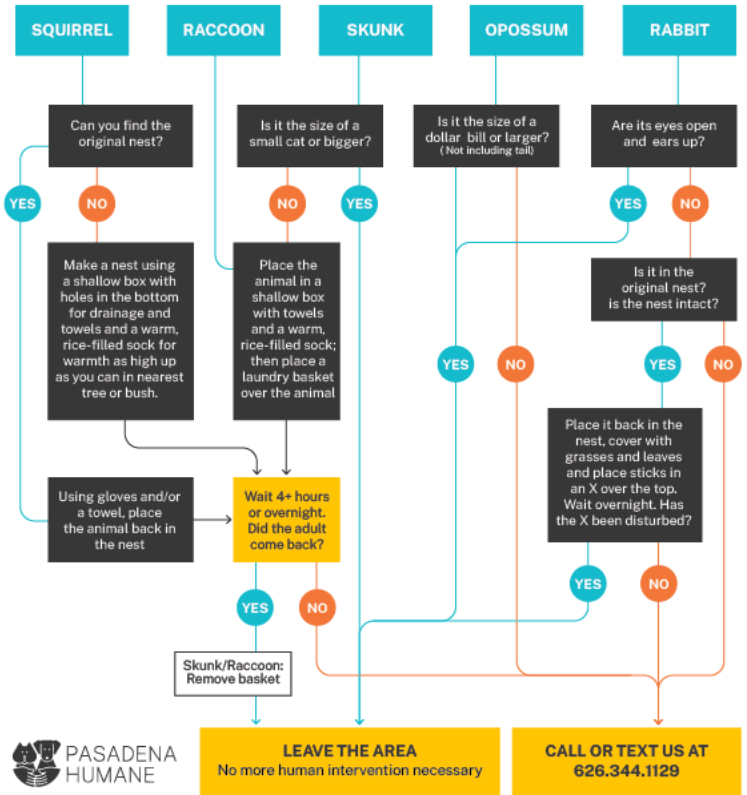 SQUIRREL
RACCOON
SKUNK
OPOSSUM
RABBIT
Can you find the
original nest?
Is it the size of a
small cat or bigger?
Is it the size of a
dollar bill or larger?
(Not including tail)
Are its eyes open
and ears up?
YES
NO
NO
YES
YES
NO
Make a nest using
a shallow box with
holes in the bottom
for drainage and
towels and a warm,
rice-filled sock for
warmth as high up
as you can in nearest
tree or bush.
Place the
animal in a
shallow box
with towels
and a warm,
rice-filled sock;
then place a
laundry basket
over the animal
Is it in the
original nest?
is the nest intact?
YES
NO
YES
NO
Place it back in the
nest, cover with
grasses and leaves
and place sticks in
an X over the top.
Wait overnight. Has
the X been disturbed?
Using gloves and/or
a towel, place
the animal back in
the nest
Wait 4+ hours
or overnight.
Did the adult
come back?
YES
NO
YES
NO
Skunk/Raccoon:
Remove basket
PASADENA
HUMANE
LEAVE THE AREA
No more human intervention necessary
CALL OR TEXT US AT
626.344.1129